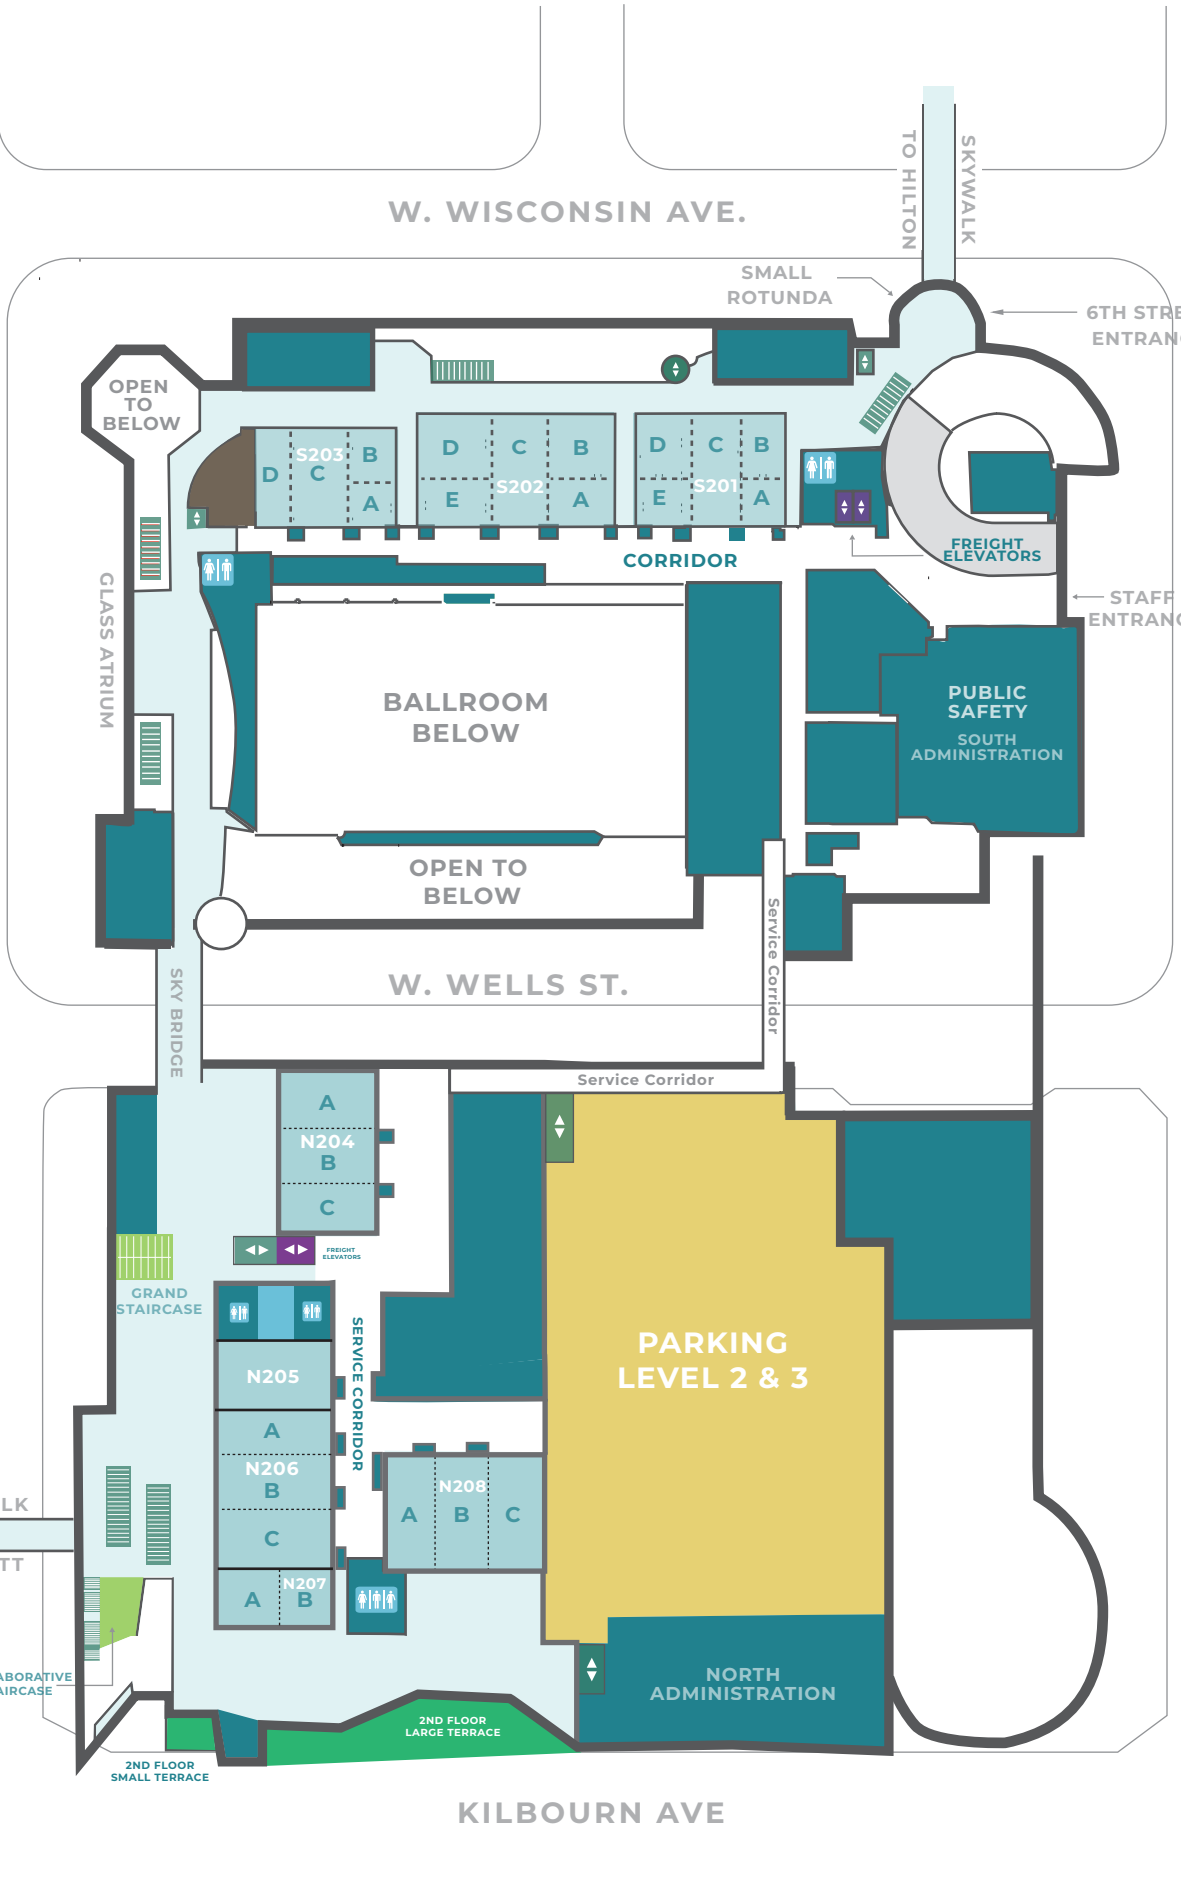 W. WISCONSIN AVE.
TO HILTON
SKYWALK
SMALL
ROTUNDA
6TH STRE
ENTRAN
OPEN
TO
BELOW
S203
D
C
B
A
D
C
B
E
S202
A
D
C
B
E
S201
A
CORRIDOR
FREIGHT
ELEVATORS
STAFF
ENTRANC
GLASS ATRIUM
BALLROOM
BELOW
PUBLIC
SAFETY
SOUTH
ADMINISTRATION
OPEN TO
BELOW
Service Corridor
W. WELLS ST.
SKY BRIDGE
Service Corridor
A
N204
B
C
FREIGHT
ELEVATORS
GRAND
STAIRCASE
SERVICE CORRIDOR
N205
A
N206
B
C
N207
A
B
N208
A
B
C
PARKING
LEVEL 2 & 3
LK
TT
ABORATIVE
AIRCASE
NORTH
ADMINISTRATION
2ND FLOOR
LARGE TERRACE
2ND FLOOR
SMALL TERRACE
KILBOURN AVE